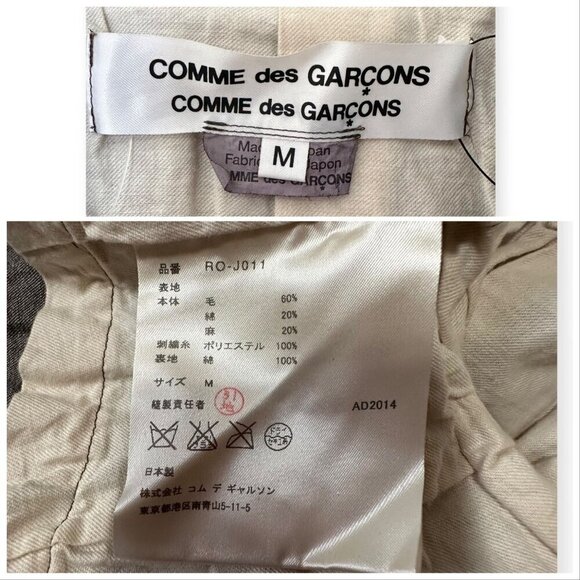 COMME des GARÇONS
COMME des GARÇONS
M
MME des GARÇONS
品番 RO-J011
表地
本体 毛 60%
綿 20%
麻 20%
刺繍糸 ポリエステル 100%
裏地 綿 100%
サイズ M
縫製責任者
AD2014
日本製
株式会社 コム デ ギャルソン
東京都港区南青山5-11-5